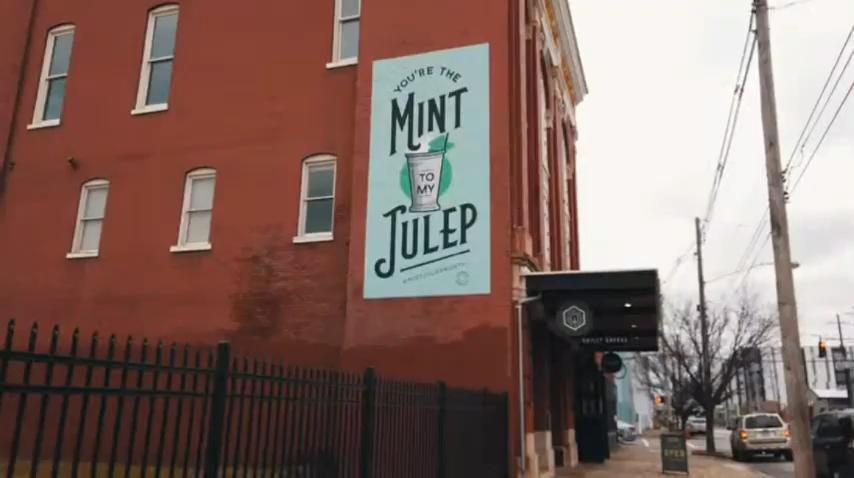 YOU'RE THE
MINT
TO
MY
JULEP
OPEN